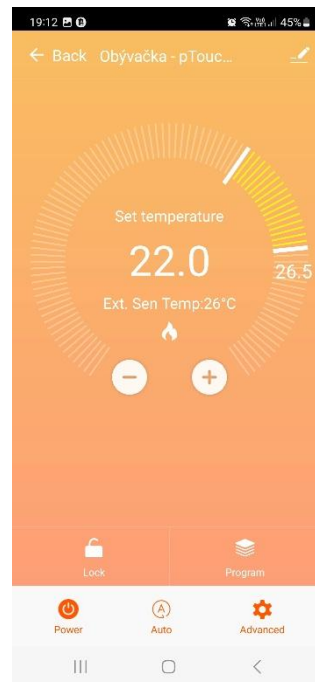 19:12 45%
← Back Obývačka - pTouc...
Set temperature
22.0
26.5
Ext. Sen Temp:26°C
− +
Lock Program
A
Power Auto Advanced